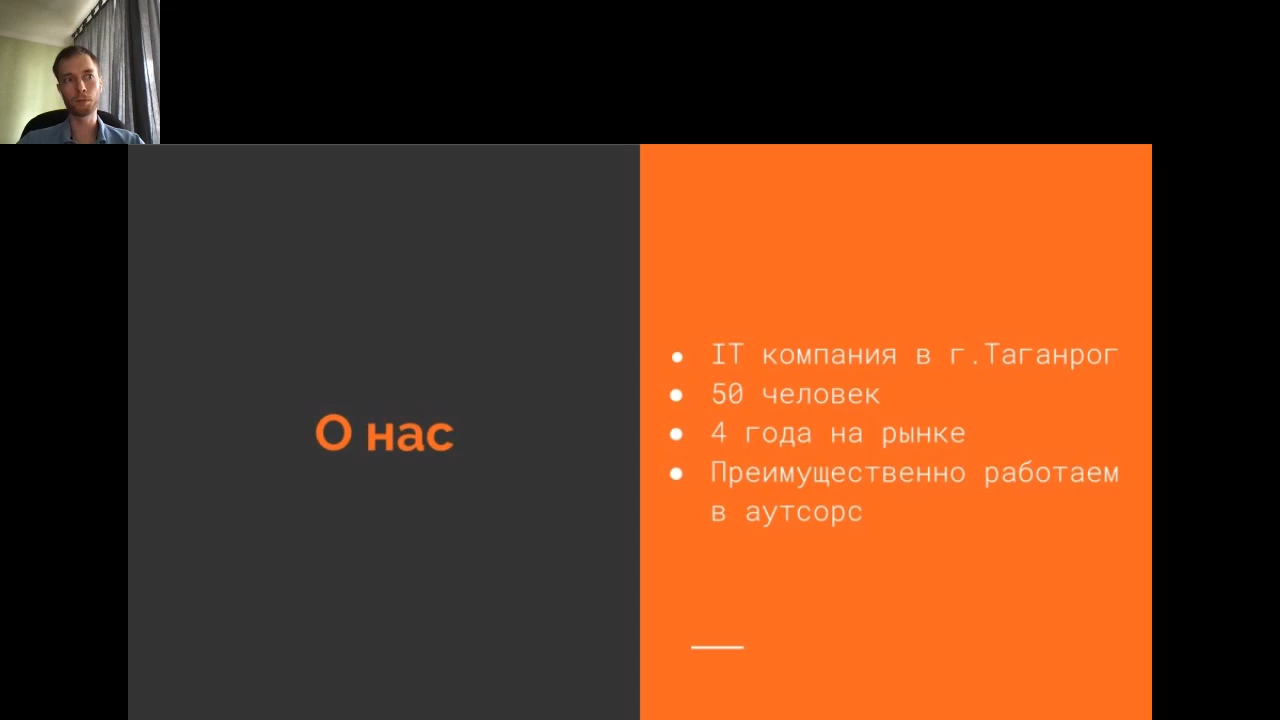 О нас
● IT компания в г.Таганрог
● 50 человек
● 4 года на рынке
● Преимущественно работаем
в аутсорс